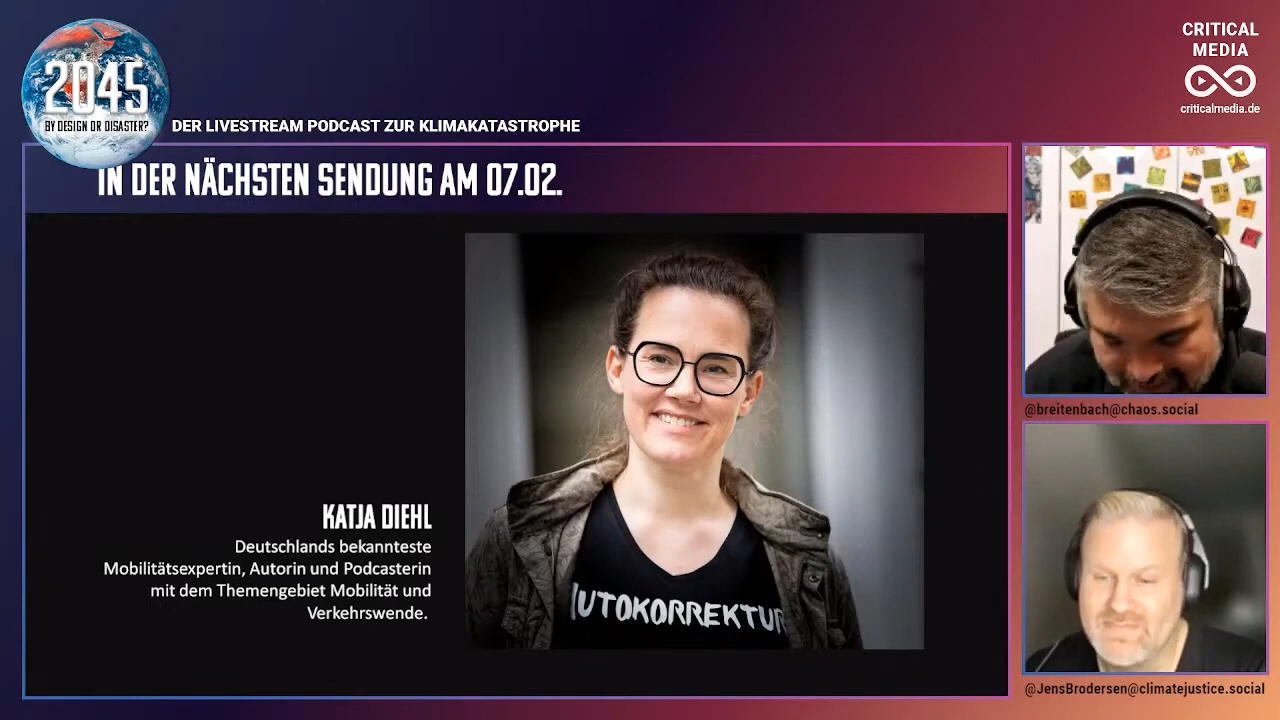 2045
BY DESIGN OR DISASTER?
DER LIVESTREAM PODCAST ZUR KLIMAKATASTROPHE
CRITICAL
MEDIA
criticalmedia.de
IN DER NÄCHSTEN SENDUNG AM 07.02.
KATJA DIEHL
Deutschlands bekannteste
Mobilitätsexpertin, Autorin und Podcasterin
mit dem Themengebiet Mobilität und
Verkehrswende.
AUTOKORREKTUR
@breitenbach@chaos.social
@JensBrodersen@climatejustice.social